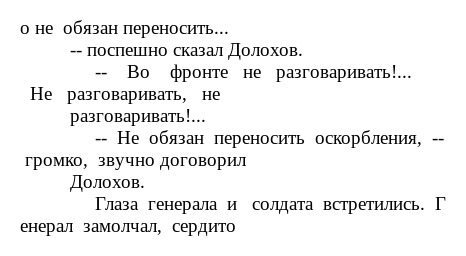 о не обязан переносить...
-- поспешно сказал Долохов.
-- Во фронте не разговаривать!...
Не разговаривать, не
разговаривать!...
-- Не обязан переносить оскорбления, --
громко, звучно договорил
Долохов.
Глаза генерала и солдата встретились. Г
енерал замолчал, сердито